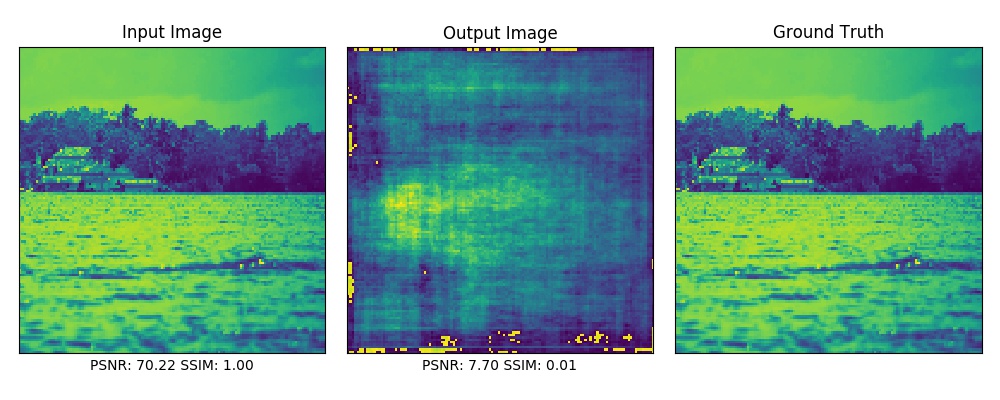 Input Image
Output Image
Ground Truth
PSNR: 70.22 SSIM: 1.00
PSNR: 7.70 SSIM: 0.01